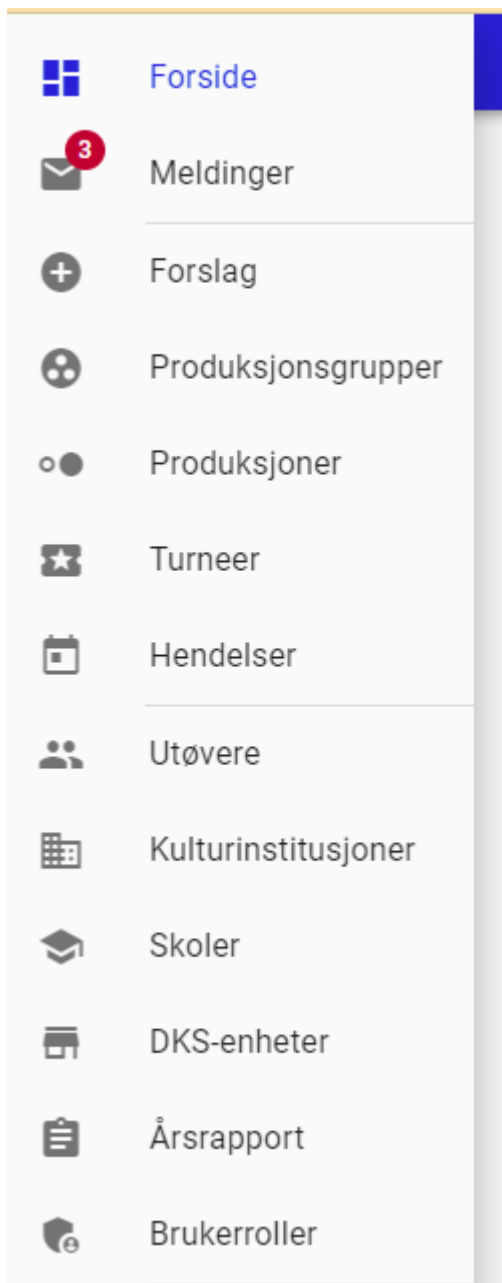 Forside
3
Meldinger
Forslag
Produksjonsgrupper
Produksjoner
Turneer
Hendelser
Utøvere
Kulturinstitusjoner
Skoler
DKS-enheter
Årsrapport
Brukerroller